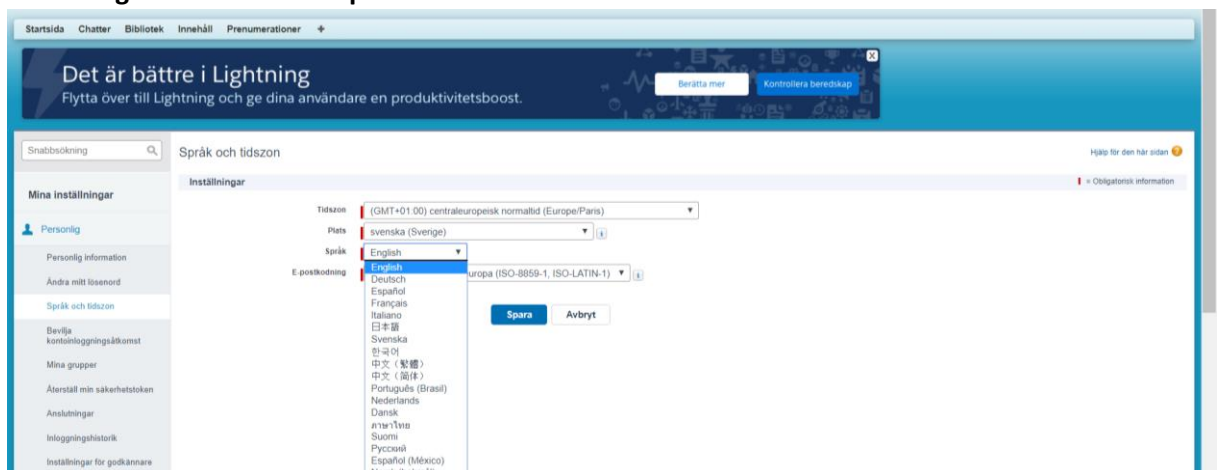 Startsida Chatter Bibliotek Innehåll Prenumerationer +
Det är bättre i Lightning
Flytta över till Lightning och ge dina användare en produktivitetsboost.
Berätta mer Kontrollera beredskap X
Snabbsökning
Språk och tidszon
Hjälp för den här sidan
Inställningar
= Obligatorisk information
Mina inställningar
Personlig
Personlig information
Ändra mitt lösenord
Språk och tidszon
Bevilja
kontoinloggningsåtkomst
Mina grupper
Återställ min säkerhetstoken
Anslutningar
Inloggningshistorik
Inställningar för godkännare
Tidszon (GMT+01:00) centraleuropeisk normaltid (Europe/Paris)
Plats svenska (Sverige)
Språk English
E-postkodning uropa (ISO-8859-1, ISO-LATIN-1)
English
Deutsch
Español
Français
Italiano
日本語
Svenska
한국어
中文（繁體）
中文（简体）
Português (Brasil)
Nederlands
Dansk
ภาษาไทย
Suomi
Русский
Español (México)
Spara Avbryt